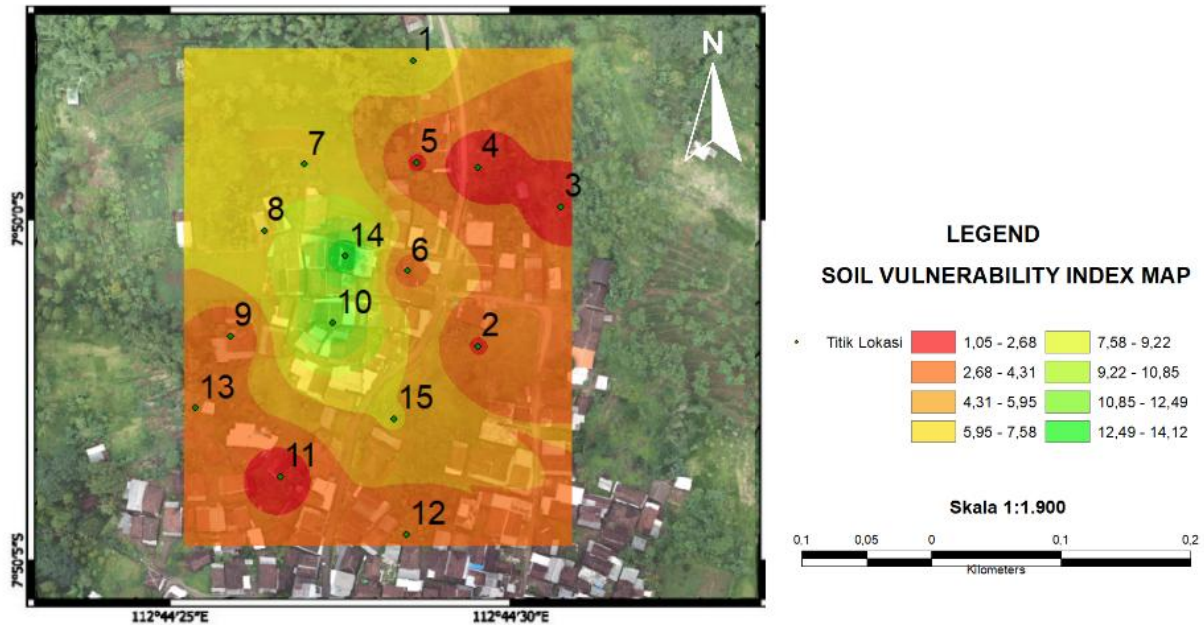 1
N
7
5
4
3
8
14
6
10
9
2
13
15
11
12
7°50'0"S
7°50'5"S
112°44'25"E
112°44'30"E
LEGEND
SOIL VULNERABILITY INDEX MAP
Titik Lokasi
1,05 - 2,68
7,58 - 9,22
2,68 - 4,31
9,22 - 10,85
4,31 - 5,95
10,85 - 12,49
5,95 - 7,58
12,49 - 14,12
Skala 1:1.900
0.1 0,05 0 0,1 0,2
Kilometers